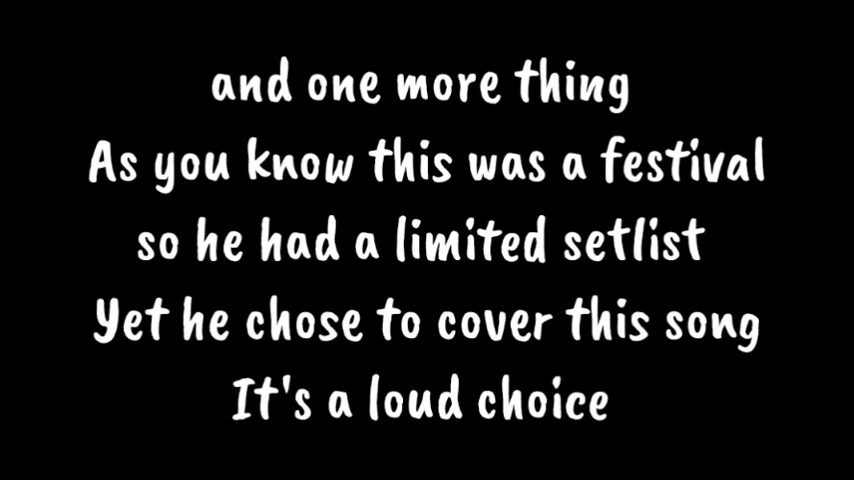 and one more thing
As you know this was a festival
so he had a limited setlist
Yet he chose to cover this song
It's a loud choice